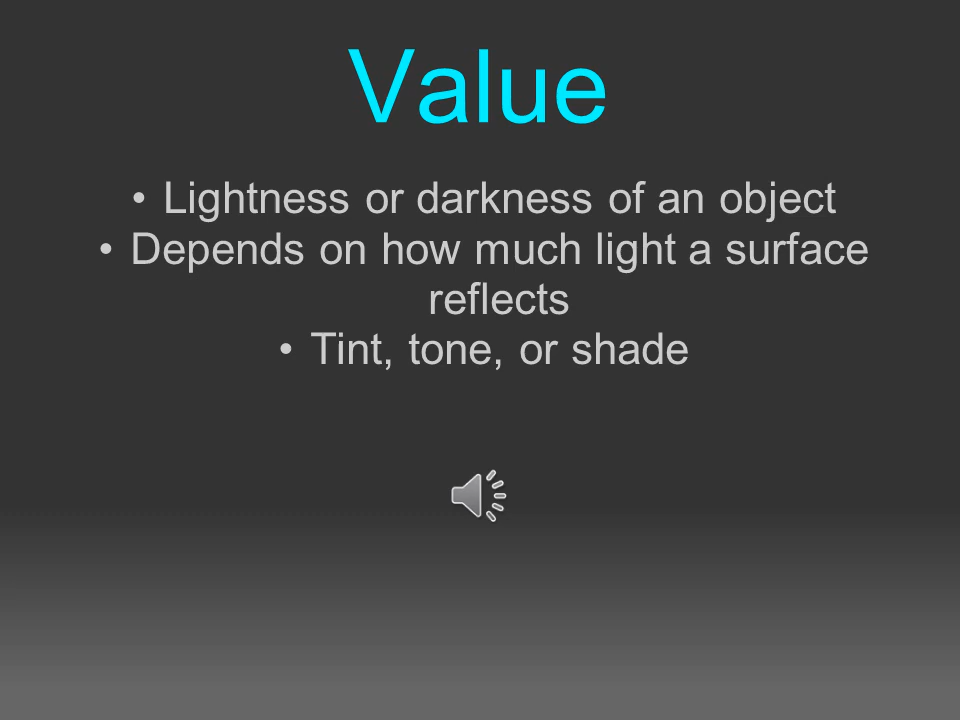 Value
• Lightness or darkness of an object
• Depends on how much light a surface
reflects
• Tint, tone, or shade